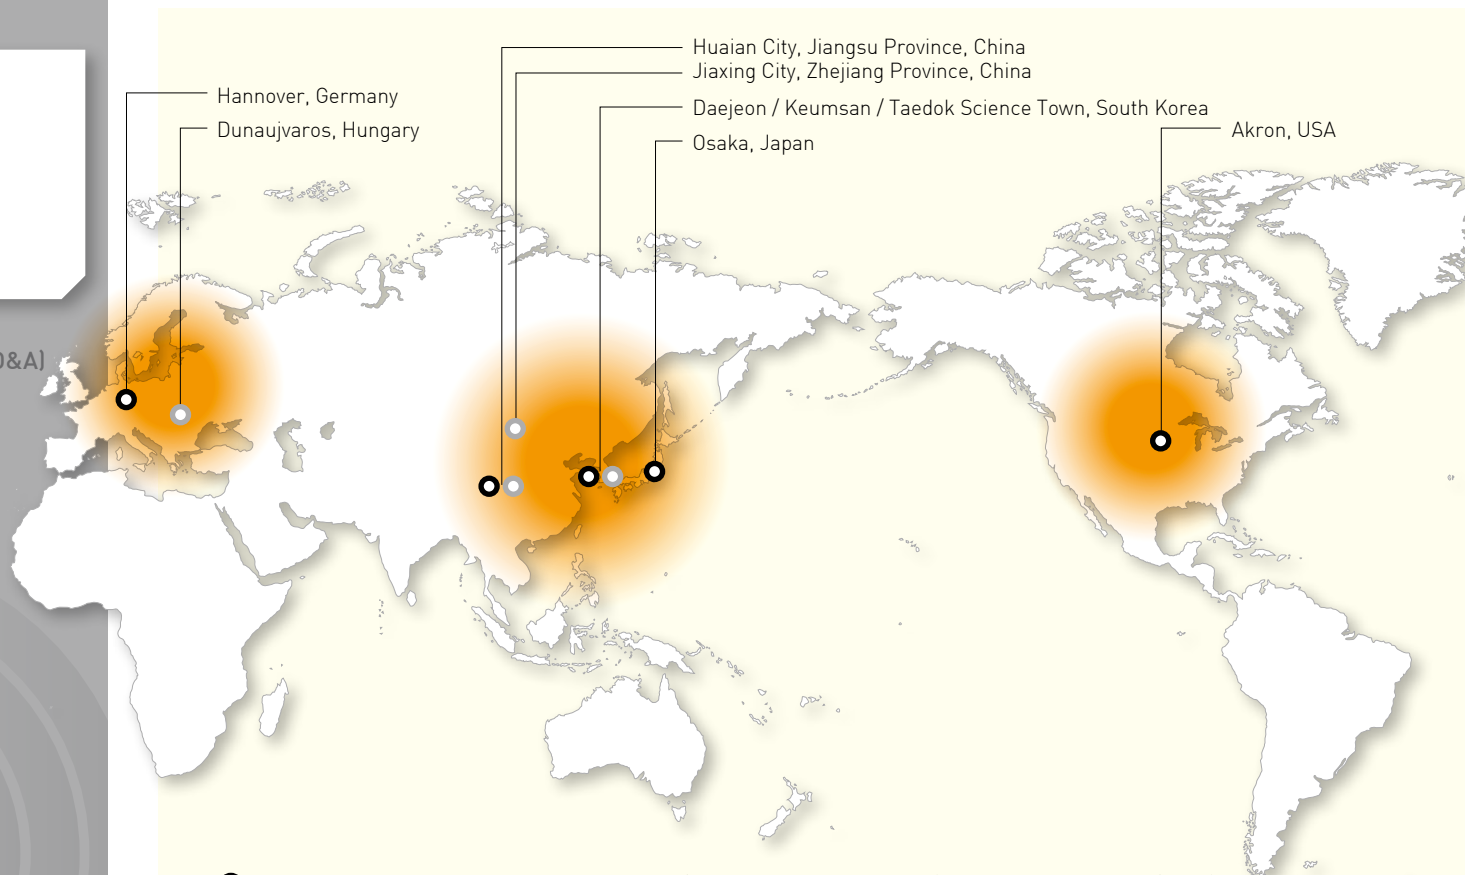 Huaian City, Jiangsu Province, China
Jiaxing City, Zhejiang Province, China
Hannover, Germany
Daejeon / Keumsan / Taedok Science Town, South Korea
Dunaujvaros, Hungary
Akron, USA
Osaka, Japan
&A)